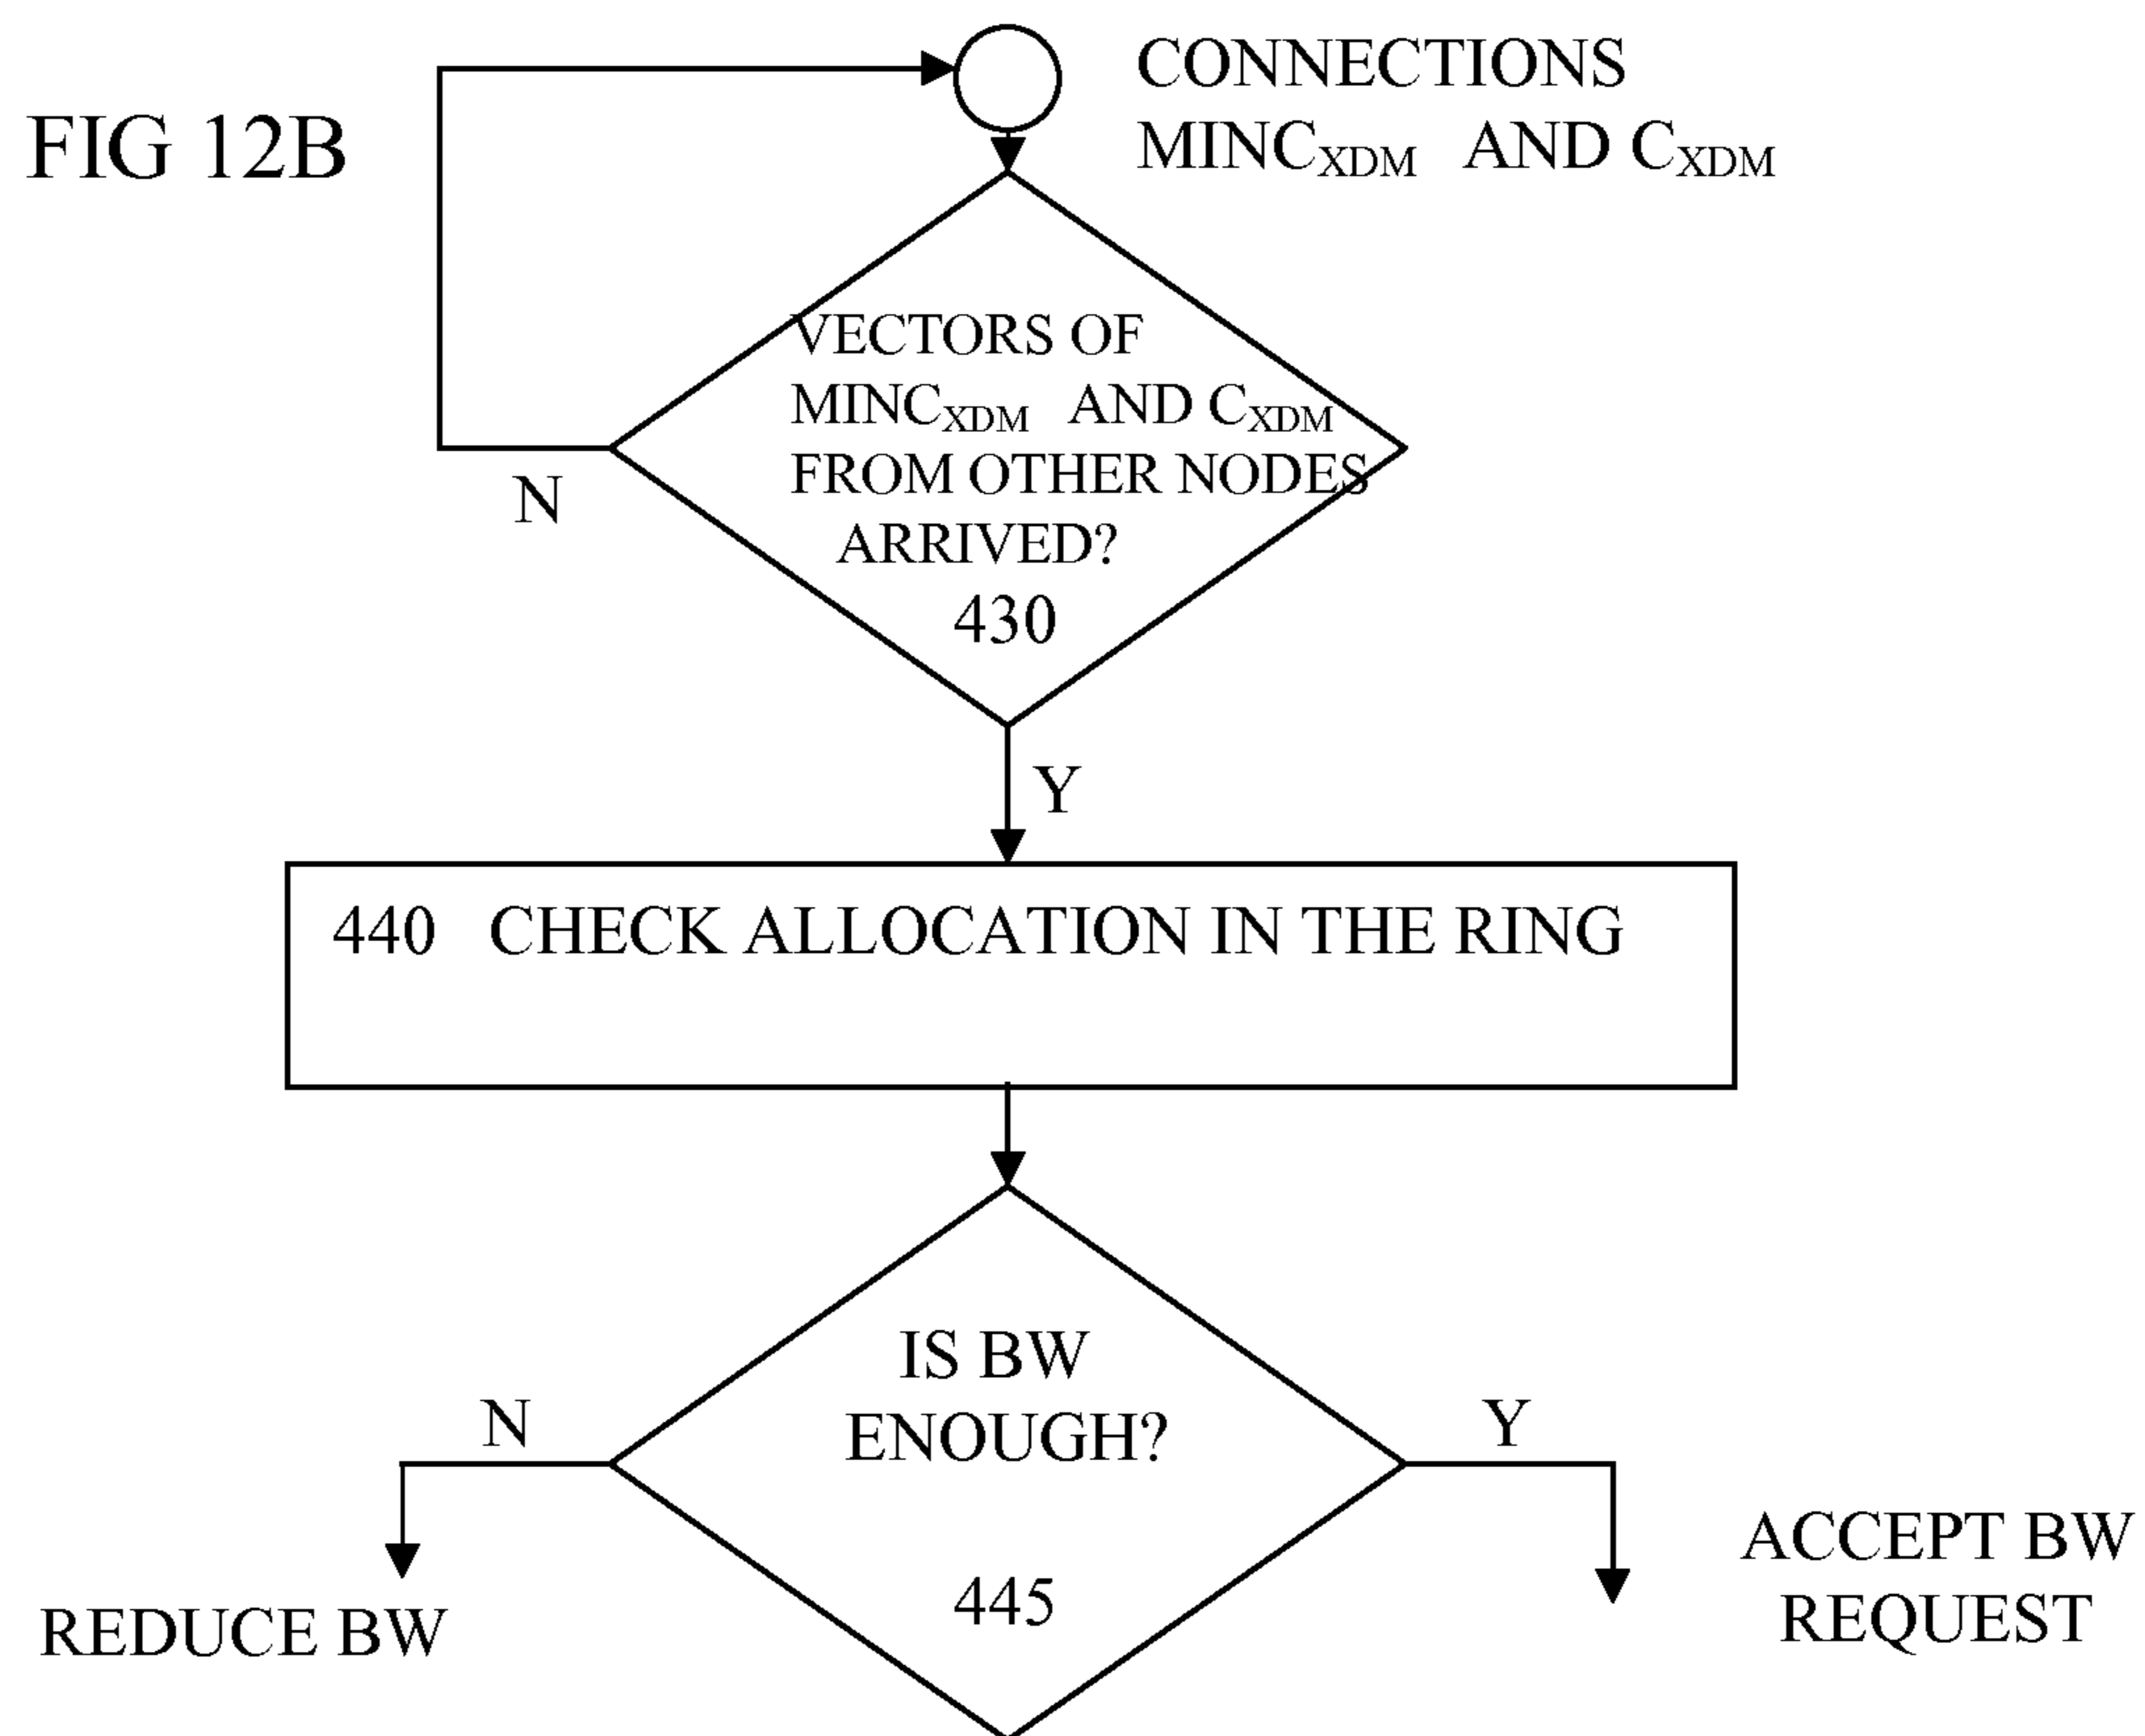 CONNECTIONS
MINCXDM AND CXDM
FIG 12B
VECTORS OF
MINCXDM AND CXDM
FROM OTHER NODES
ARRIVED?
430
N
Y
440 CHECK ALLOCATION IN THE RING
IS BW
ENOUGH?
445
N
Y
REDUCE BW
ACCEPT BW
REQUEST